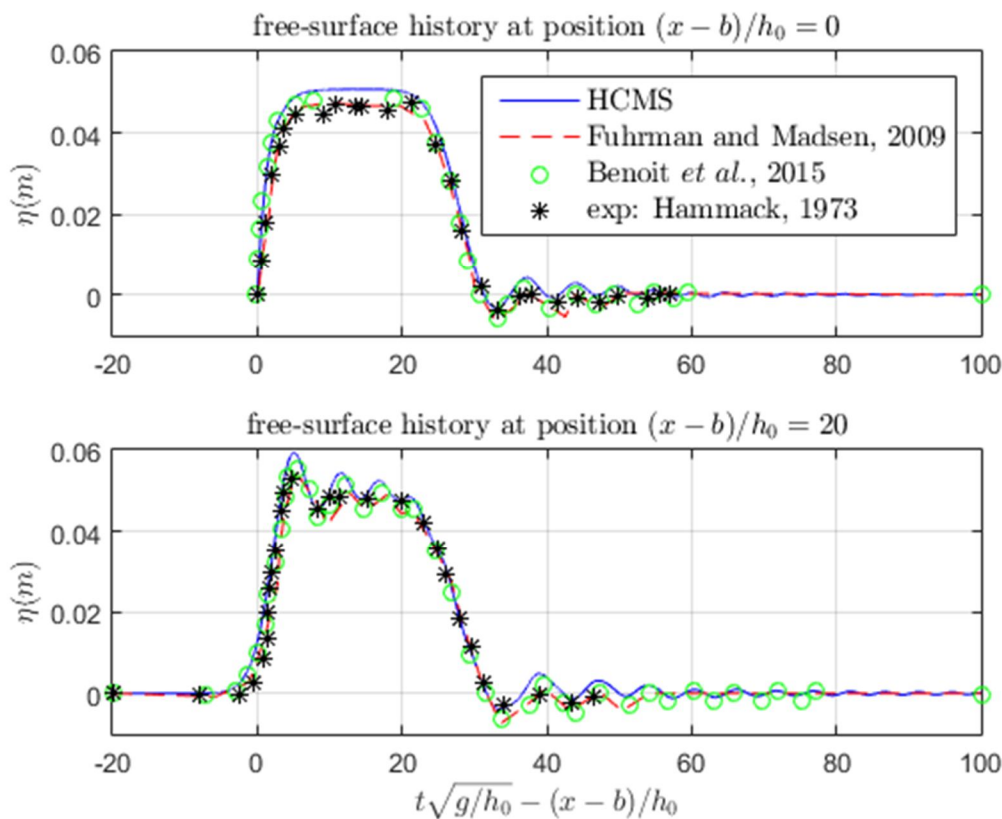 free-surface history at position (x − b)/h₀ = 0
0.06
0.04
0.02
0
η(m)
HCMS
Fuhrman and Madsen, 2009
Benoit et al., 2015
exp: Hammack, 1973
-20 0 20 40 60 80 100
free-surface history at position (x − b)/h₀ = 20
0.06
0.04
0.02
0
η(m)
-20 0 20 40 60 80 100
t√g/h₀ − (x − b)/h₀